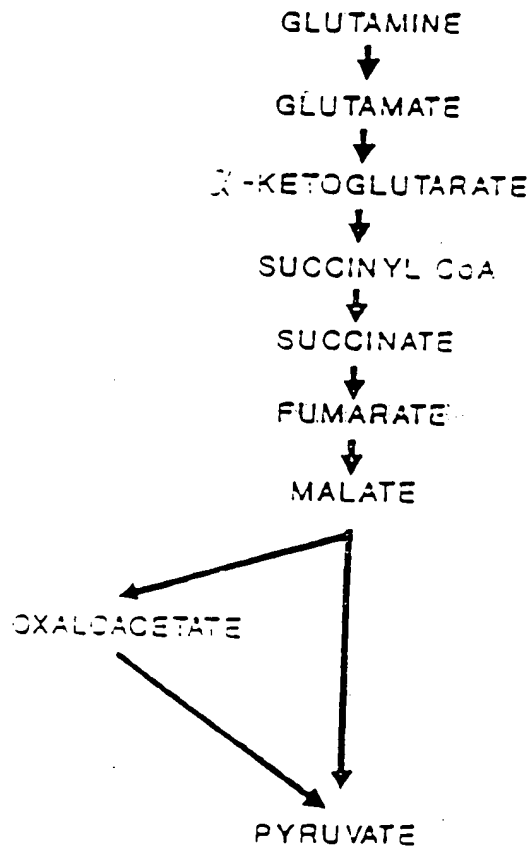 GLUTAMINE
GLUTAMATE
α-KETOGLUTARATE
SUCCINYL CoA
SUCCINATE
FUMARATE
MALATE
OXALOACETATE
PYRUVATE